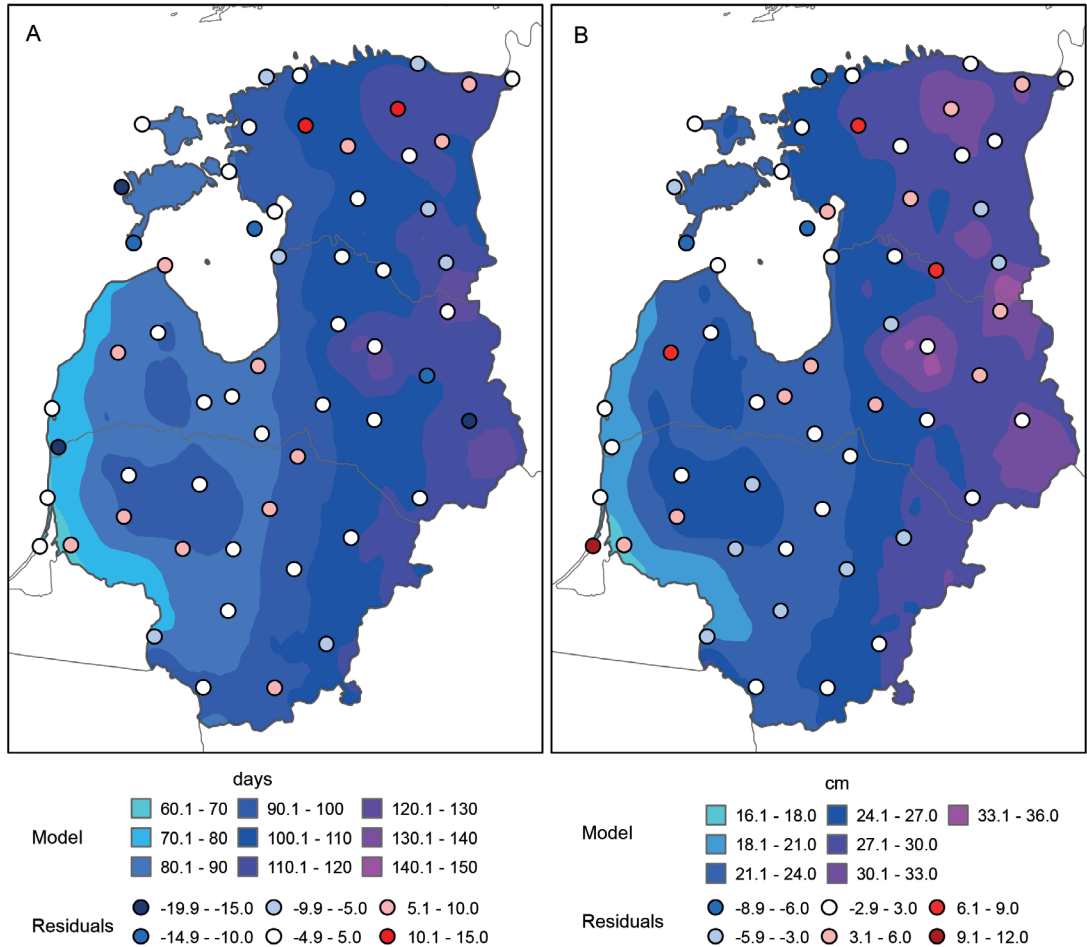 A
B
days
60.1 - 70 90.1 - 100 120.1 - 130
Model 70.1 - 80 100.1 - 110 130.1 - 140
80.1 - 90 110.1 - 120 140.1 - 150
Residuals -19.9 - -15.0 -9.9 - -5.0 5.1 - 10.0
-14.9 - -10.0 -4.9 - 5.0 10.1 - 15.0
cm
16.1 - 18.0 24.1 - 27.0 33.1 - 36.0
Model 18.1 - 21.0 27.1 - 30.0
21.1 - 24.0 30.1 - 33.0
Residuals -8.9 - -6.0 -2.9 - 3.0 6.1 - 9.0
-5.9 - -3.0 3.1 - 6.0 9.1 - 12.0